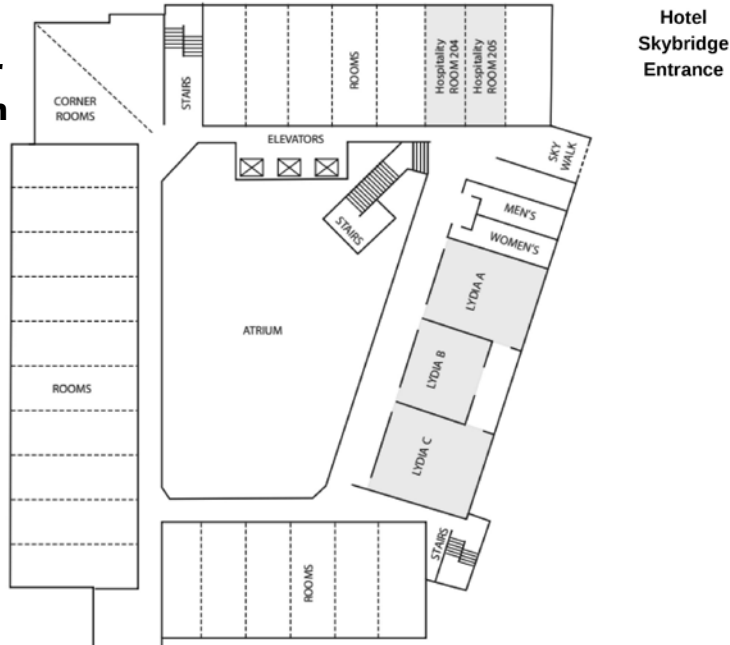 Hotel
Skybridge
Entrance
CORNER
ROOMS
STAIRS
ROOMS
Hospitality
ROOM 204
Hospitality
ROOM 205
ELEVATORS
SKY
WALK
STAIRS
MEN'S
WOMEN'S
LYDIA A
ATRIUM
LYDIA B
ROOMS
LYDIA C
STAIRS
ROOMS